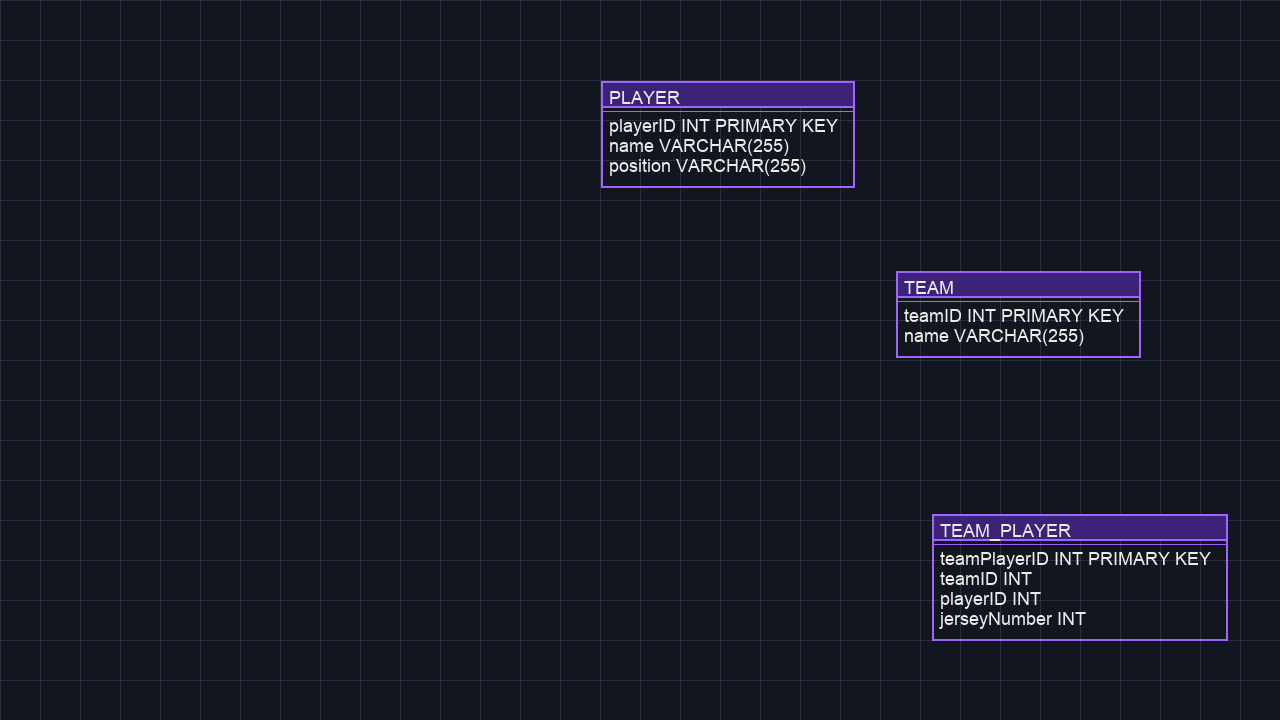 PLAYER
playerID INT PRIMARY KEY
name VARCHAR(255)
position VARCHAR(255)
TEAM
teamID INT PRIMARY KEY
name VARCHAR(255)
TEAM_PLAYER
teamPlayerID INT PRIMARY KEY
teamID INT
playerID INT
jerseyNumber INT